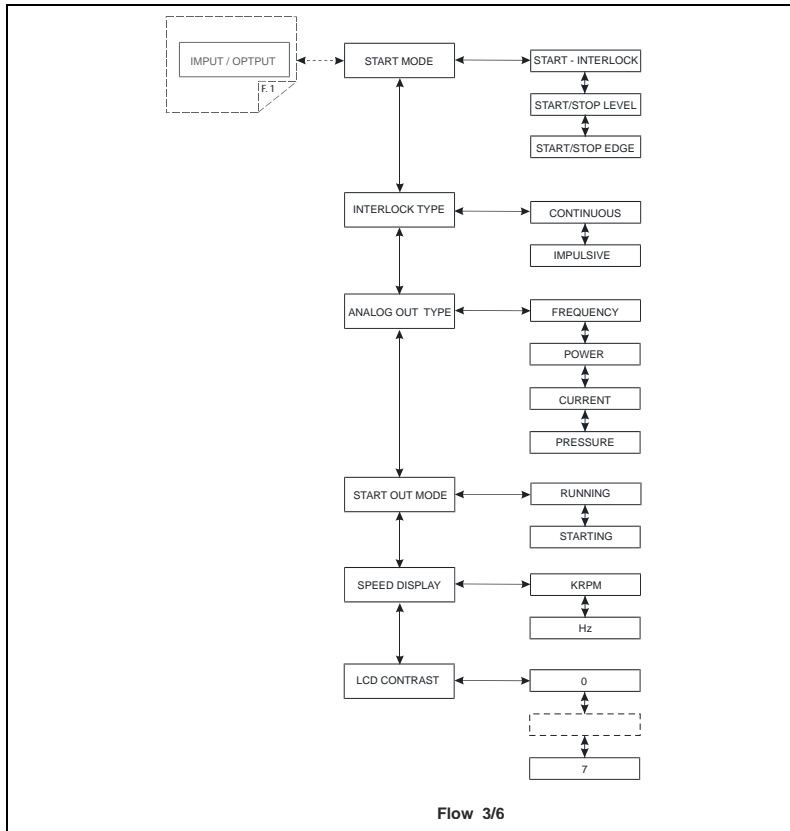 IMPUT / OPTPUT
F. 1
START MODE
START - INTERLOCK
START/STOP LEVEL
START/STOP EDGE
INTERLOCK TYPE
CONTINUOUS
IMPULSIVE
ANALOG OUT TYPE
FREQUENCY
POWER
CURRENT
PRESSURE
START OUT MODE
RUNNING
STARTING
SPEED DISPLAY
KRPM
Hz
LCD CONTRAST
0
7
Flow 3/6